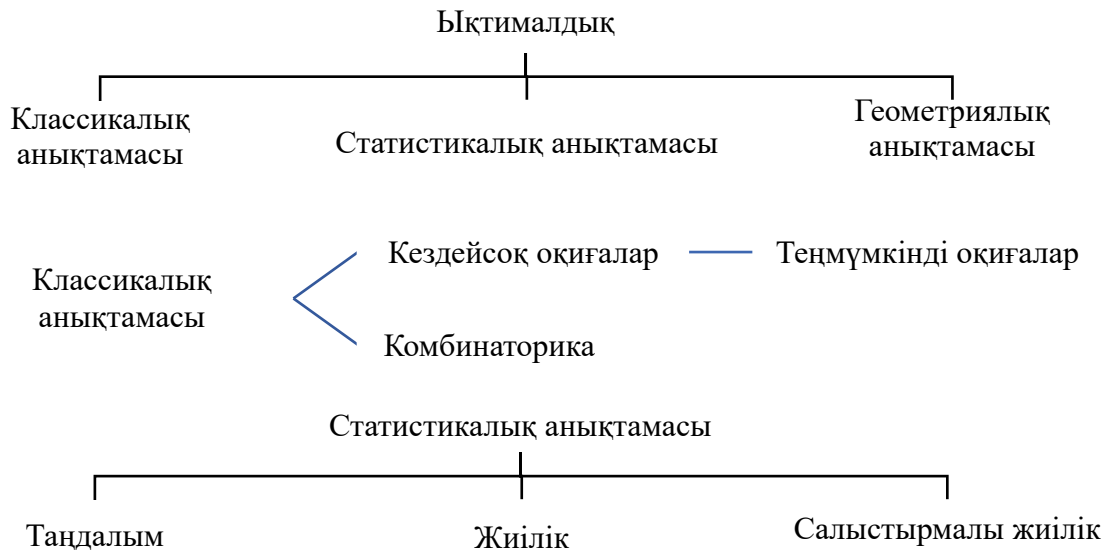 Ықтималдық
Классикалық
анықтамасы
Статистикалық анықтамасы
Геометриялық
анықтамасы
Классикалық
анықтамасы
Кездейсоқ оқиғалар
Теңмүмкінді оқиғалар
Комбинаторика
Статистикалық анықтамасы
Таңдалым
Жиілік
Салыстырмалы жиілік